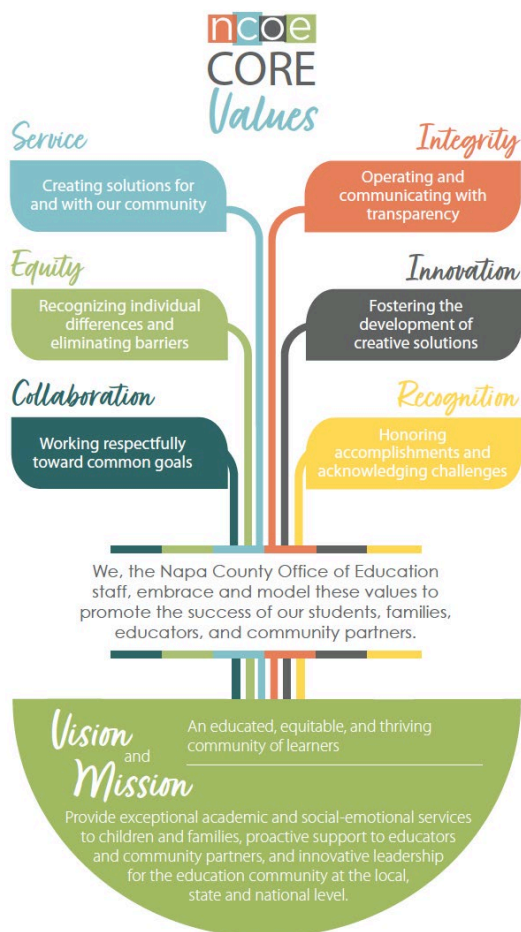 ncoe
CORE
Values
Service
Creating solutions for
and with our community
Integrity
Operating and
communicating with
transparency
Equity
Recognizing individual
differences and
eliminating barriers
Innovation
Fostering the
development of
creative solutions
Collaboration
Working respectfully
toward common goals
Recognition
Honoring
accomplishments and
acknowledging challenges
We, the Napa County Office of Education
staff, embrace and model these values to
promote the success of our students, families,
educators, and community partners.
Vision
and
Mission
An educated, equitable, and thriving
community of learners
Provide exceptional academic and social-emotional services
to children and families, proactive support to educators
and community partners, and innovative leadership
for the education community at the local,
state and national level.